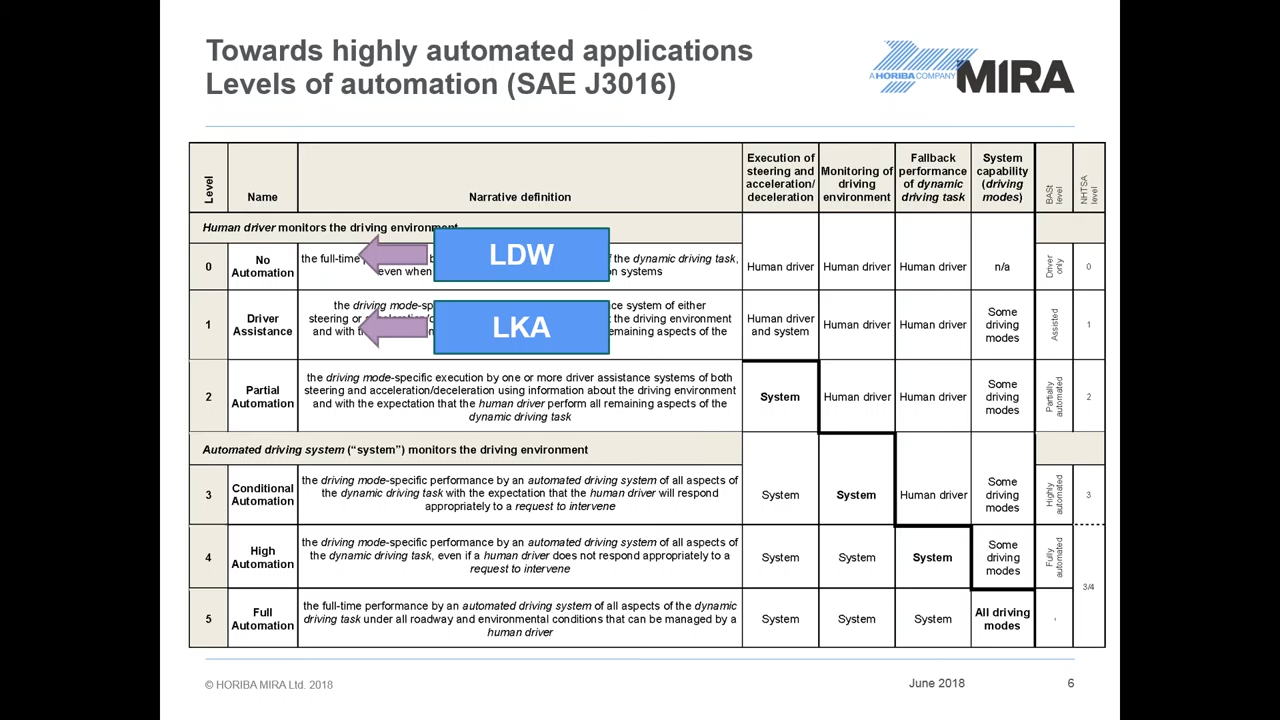 Towards highly automated applications
Levels of automation (SAE J3016)
A HORIBA COMPANY
MIRA
Level
Name
Narrative definition
Execution of
steering and
acceleration/
deceleration
Monitoring of
driving
environment
Fallback
performance
of dynamic
driving task
System
capability
(driving
modes)
BASt
level
NHTSA
level
Human driver monitors the driving environment
0
No
Automation
the full-time
the dynamic driving task,
even when
on systems
LDW
Human driver
Human driver
Human driver
n/a
Driver
only
0
1
Driver
Assistance
the driving mode-sp
ce system of either
steering or
the driving environment
and with
emaining aspects of the
LKA
Human driver
and system
Human driver
Human driver
Some
driving
modes
Assisted
1
2
Partial
Automation
the driving mode-specific execution by one or more driver assistance systems of both
steering and acceleration/deceleration using information about the driving environment
and with the expectation that the human driver perform all remaining aspects of the
dynamic driving task
System
Human driver
Human driver
Some
driving
modes
Partially
automated
2
Automated driving system (“system”) monitors the driving environment
3
Conditional
Automation
the driving mode-specific performance by an automated driving system of all aspects of
the dynamic driving task with the expectation that the human driver will respond
appropriately to a request to intervene
System
System
Human driver
Some
driving
modes
Highly
automated
3
4
High
Automation
the driving mode-specific performance by an automated driving system of all aspects of
the dynamic driving task, even if a human driver does not respond appropriately to a
request to intervene
System
System
System
Some
driving
modes
Fully
automated
3/4
5
Full
Automation
the full-time performance by an automated driving system of all aspects of the dynamic
driving task under all roadway and environmental conditions that can be managed by a
human driver
System
System
System
All driving
modes
-
© HORIBA MIRA Ltd. 2018
June 2018
6